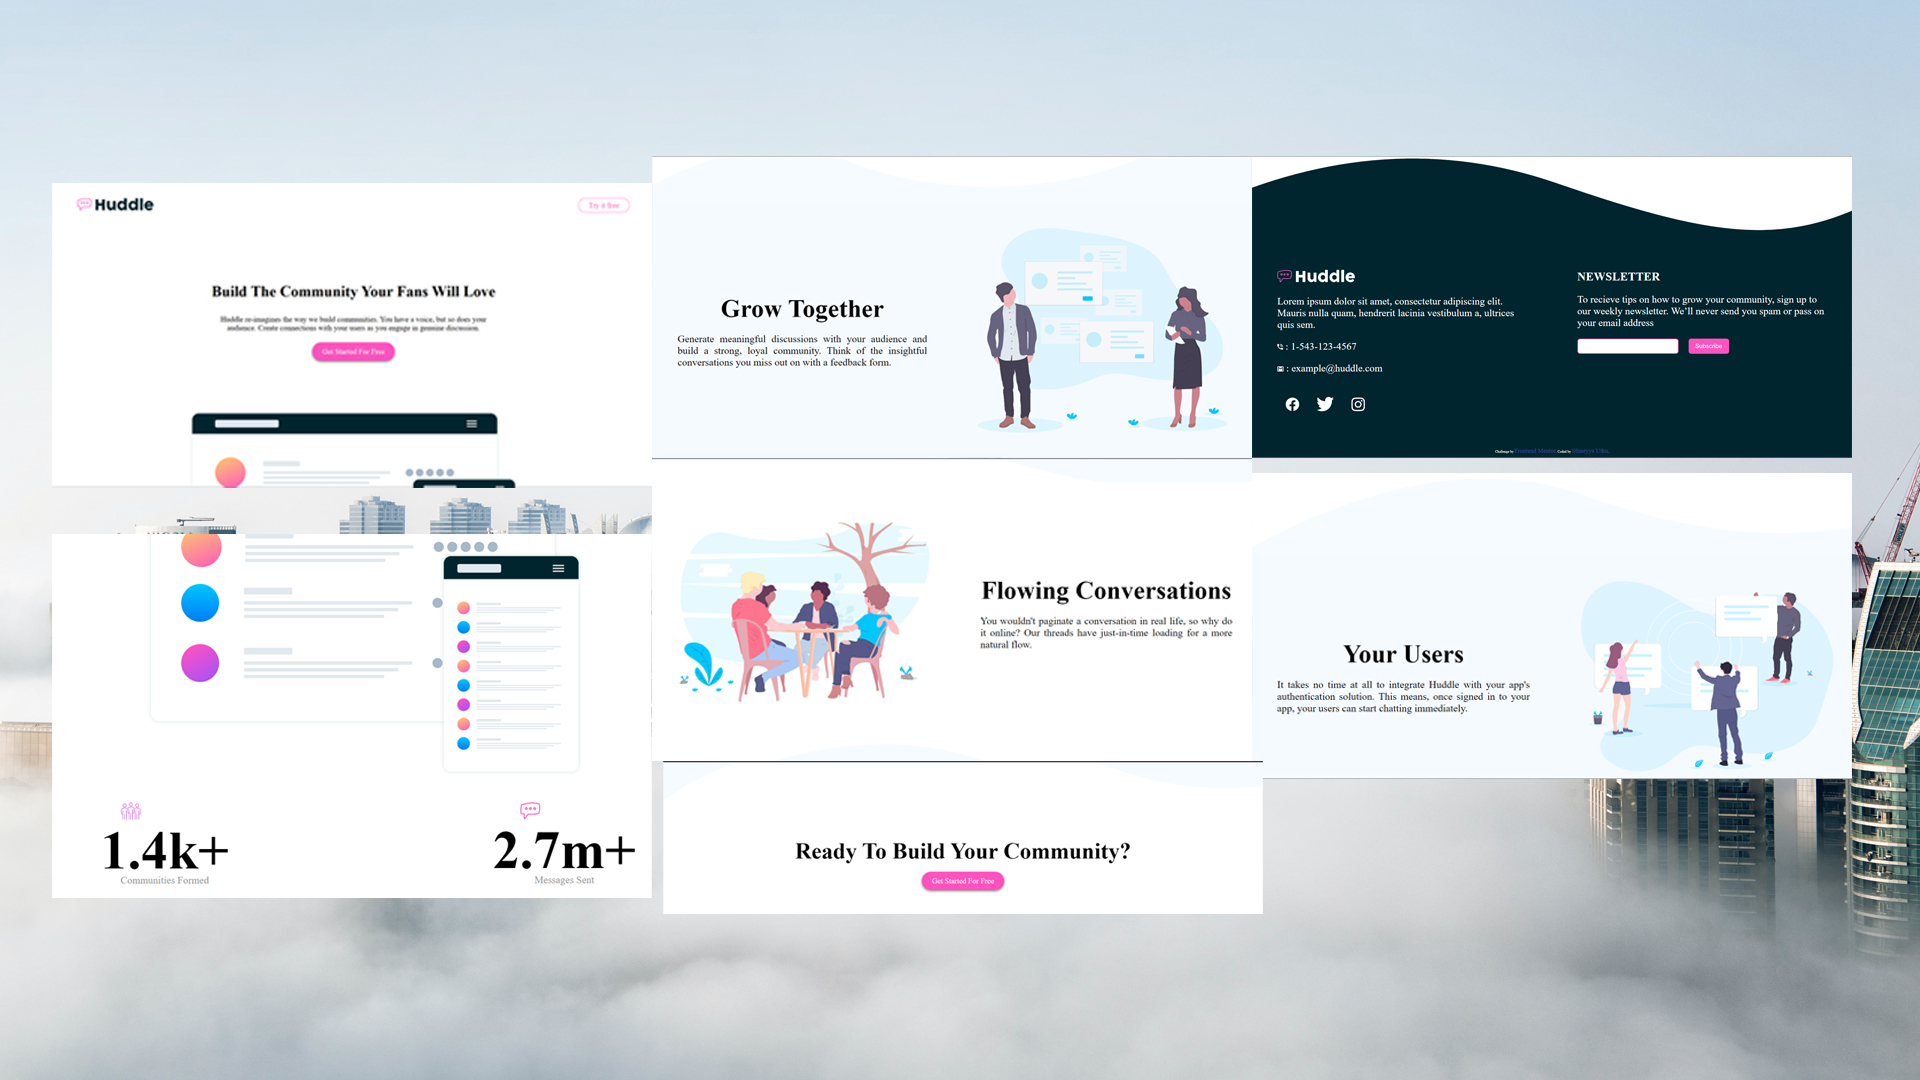 Huddle
Try it free
Build The Community Your Fans Will Love
Huddle re-imagines the way we build communities. You have a voice, but so does your
audience. Create connections with your users as you engage in genuine discussion.
Get Started For Free
1.4k+
Communities Formed
2.7m+
Messages Sent
Grow Together
Generate meaningful discussions with your audience and
build a strong, loyal community. Think of the insightful
conversations you miss out on with a feedback form.
Flowing Conversations
You wouldn't paginate a conversation in real life, so why do
it online? Our threads have just-in-time loading for a more
natural flow.
Ready To Build Your Community?
Get Started For Free
Huddle
Lorem ipsum dolor sit amet, consectetur adipiscing elit.
Mauris nulla quam, hendrerit lacinia vestibulum a, ultrices
quis sem.
: 1-543-123-4567
: example@huddle.com
NEWSLETTER
To recieve tips on how to grow your community, sign up to
our weekly newsletter. We'll never send you spam or pass on
your email address
Subscribe
Challenge by Frontend Mentor. Coded by
Your Users
It takes no time at all to integrate Huddle with your app's
authentication solution. This means, once signed in to your
app, your users can start chatting immediately.